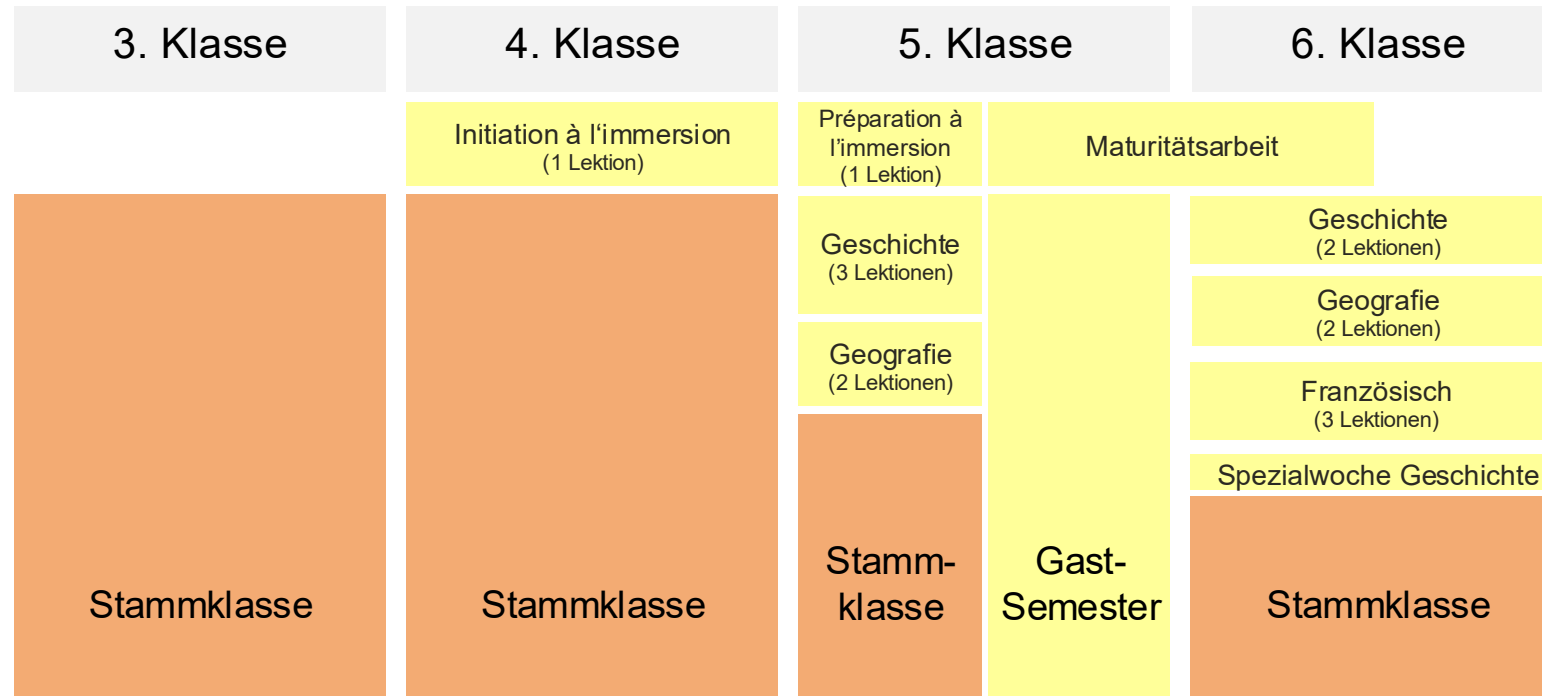 3. Klasse
4. Klasse
5. Klasse
6. Klasse
Initiation à l‘immersion
(1 Lektion)
Préparation à
l’immersion
(1 Lektion)
Maturitätsarbeit
Geschichte
(3 Lektionen)
Geografie
(2 Lektionen)
Geschichte
(2 Lektionen)
Geografie
(2 Lektionen)
Französisch
(3 Lektionen)
Spezialwoche Geschichte
Stammklasse
Stammklasse
Stamm-
klasse
Gast-
Semester
Stammklasse